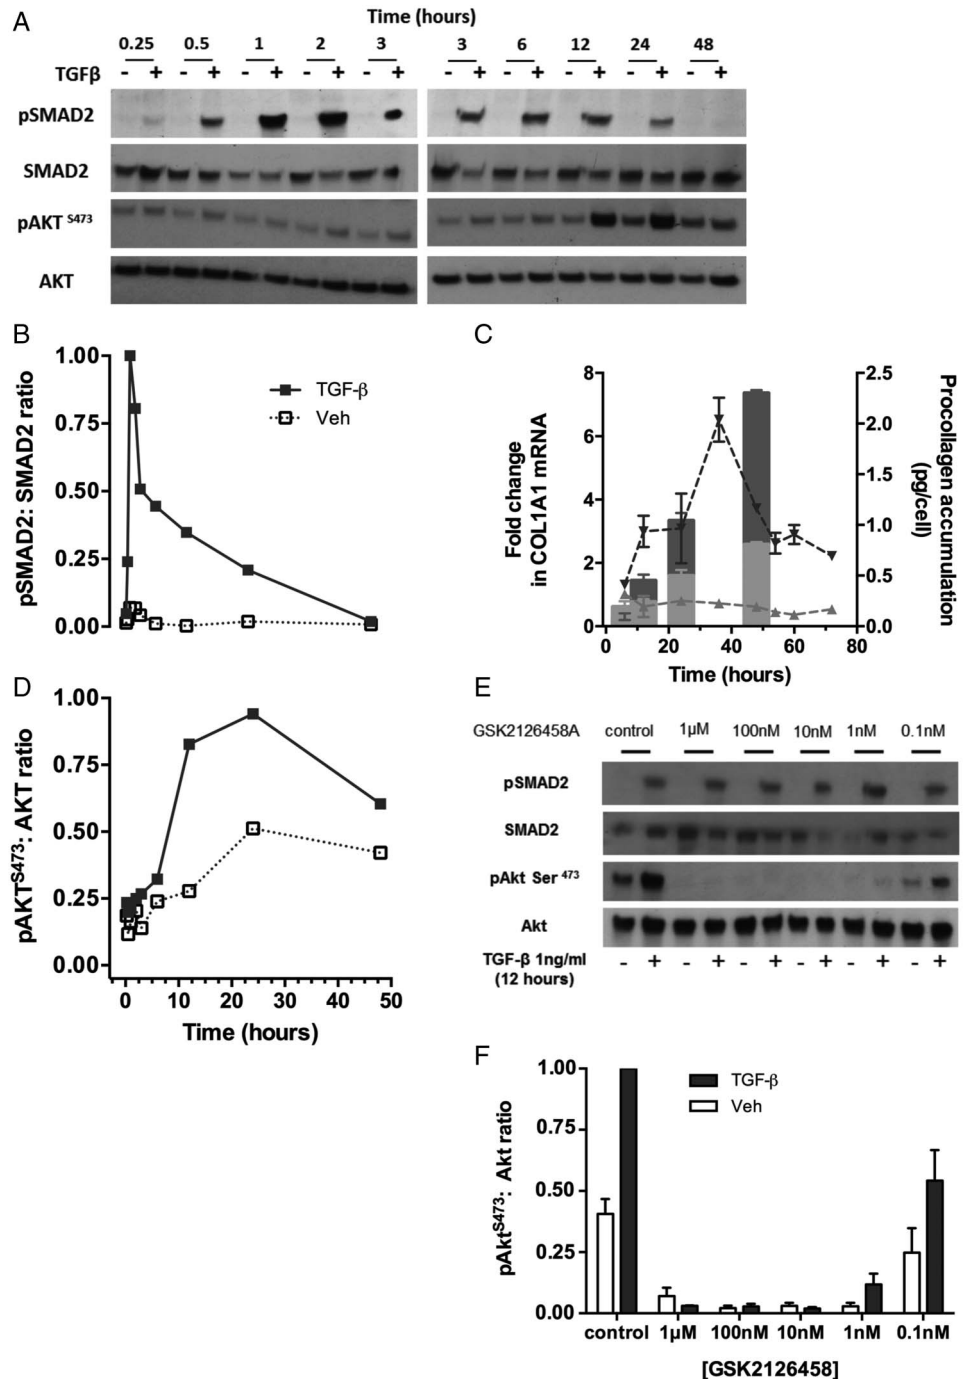 A
Time (hours)
0.25 0.5 1 2 3 3 6 12 24 48
TGFβ - + - + - + - + - + - + - + - + - + - +
pSMAD2
SMAD2
pAKT S473
AKT
B
1.00
0.75
0.50
0.25
0.00
pSMAD2: SMAD2 ratio
TGF-β
Veh
C
8
6
4
2
0
Fold change
in COL1A1 mRNA
2.5
2.0
1.5
1.0
0.5
0.0
Procollagen accumulation
(pg/cell)
0 20 40 60 80
Time (hours)
D
1.00
0.75
0.50
0.25
0.00
pAKTS473: AKT ratio
0 10 20 30 40 50
Time (hours)
E
GSK2126458A control 1µM 100nM 10nM 1nM 0.1nM
pSMAD2
SMAD2
pAkt Ser 473
Akt
TGF-β 1ng/ml - + - + - + - + - + - +
(12 hours)
F
1.00
0.75
0.50
0.25
0.00
pAktS473: Akt ratio
TGF-β
Veh
control 1µM 100nM 10nM 1nM 0.1nM
[GSK2126458]